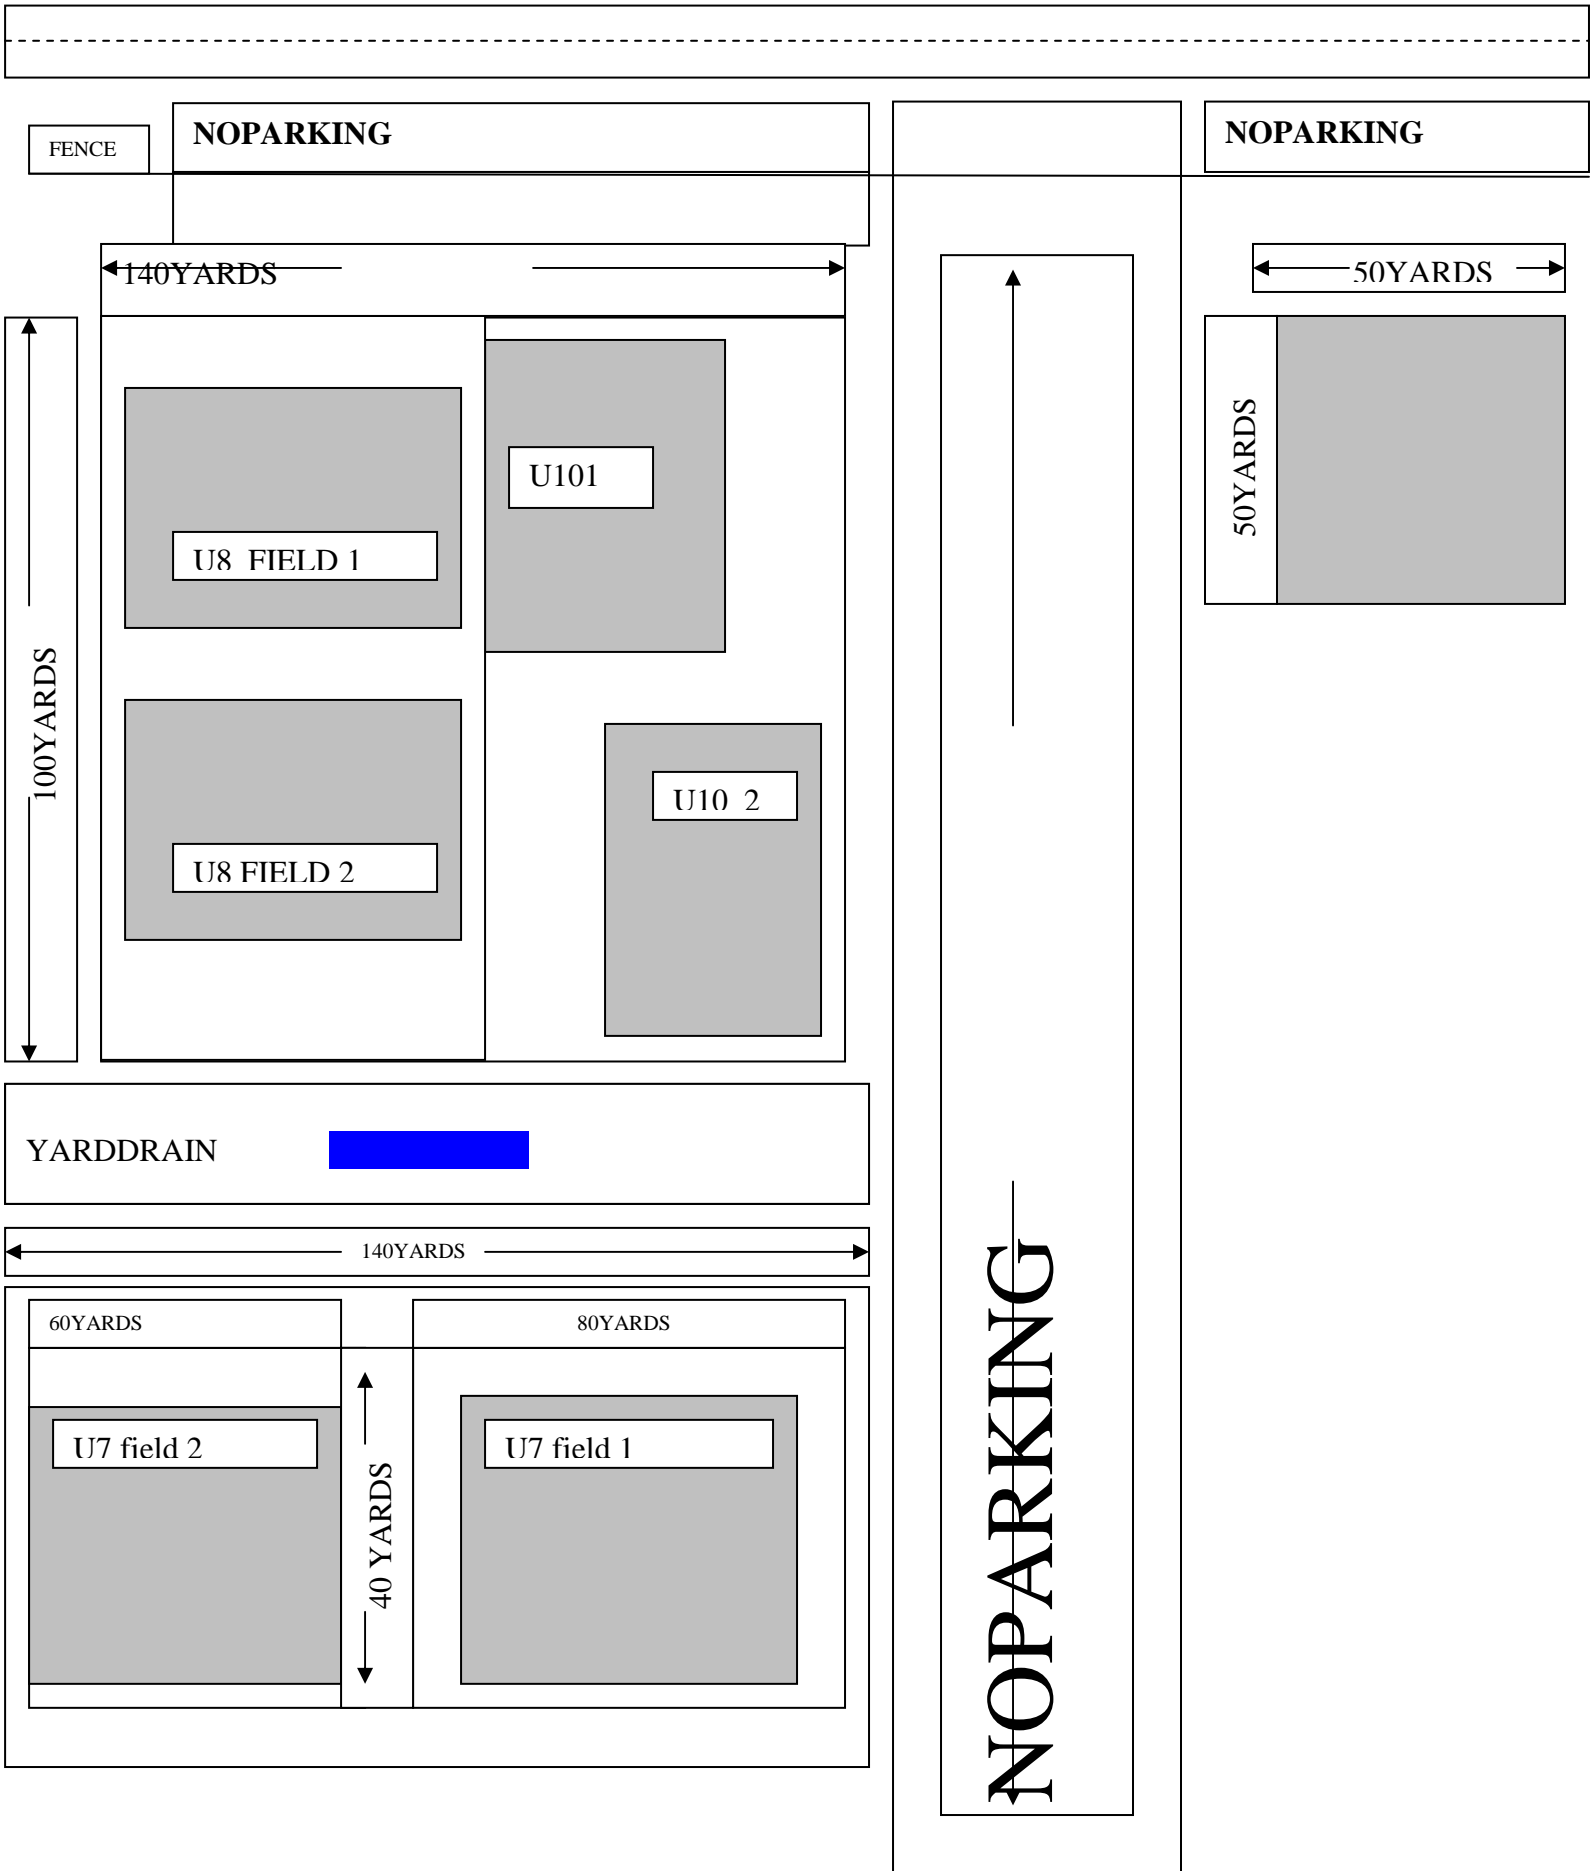 NOPARKING
NOPARKING
FENCE
140YARDS
50YARDS
U101
50YARDS
U8 FIELD 1
100YARDS
U10 2
U8 FIELD 2
YARDDRAIN
140YARDS
60YARDS
80YARDS
U7 field 2
U7 field 1
40 YARDS
NOPARKING